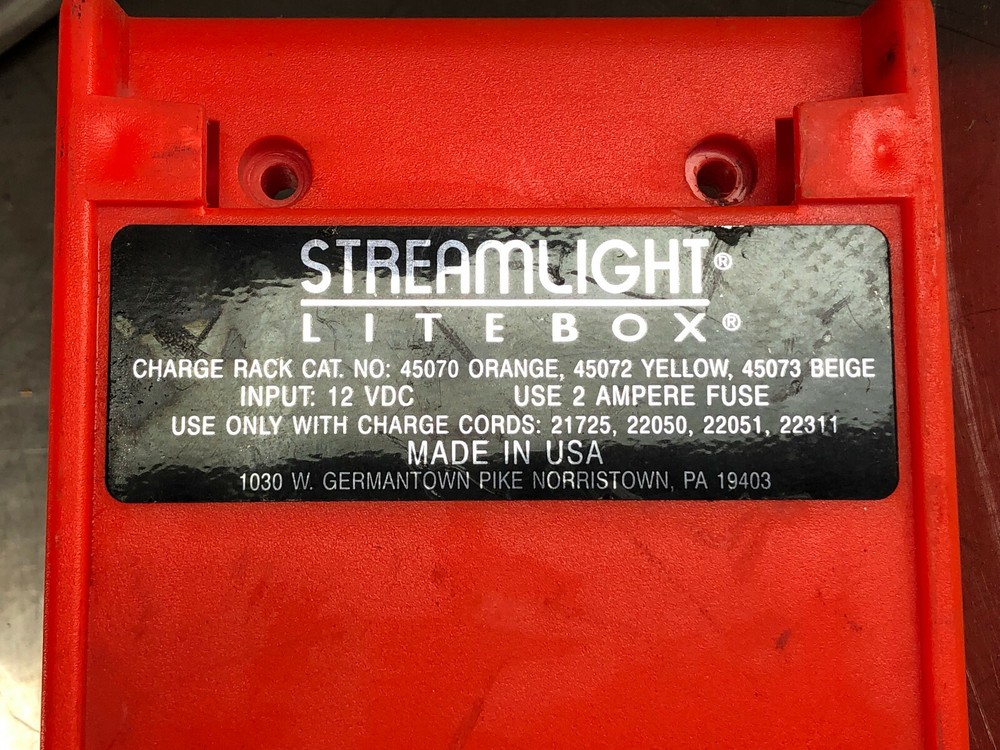 STREAMLIGHT®
LITEBOX®
CHARGE RACK CAT. NO: 45070 ORANGE, 45072 YELLOW, 45073 BEIGE
INPUT: 12 VDC USE 2 AMPERE FUSE
USE ONLY WITH CHARGE CORDS: 21725, 22050, 22051, 22311
MADE IN USA
1030 W. GERMANTOWN PIKE NORRISTOWN, PA 19403